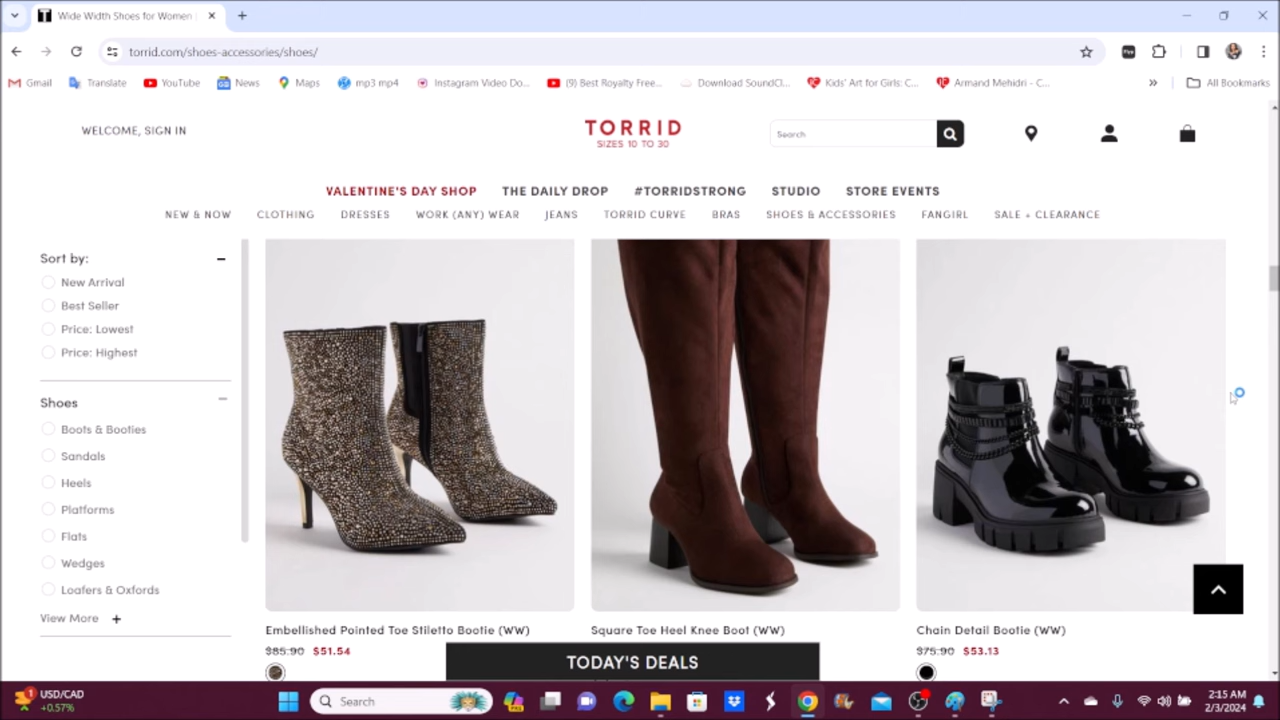 Wide Width Shoes for Women
torrid.com/shoes-accessories/shoes/
Gmail
Translate
YouTube
News
Maps
mp3 mp4
Instagram Video Do...
(9) Best Royalty Free...
Download SoundCl...
Kids' Art for Girls: C...
Armand Mehidri - C...
»
All Bookmarks
WELCOME, SIGN IN
TORRID
SIZES 10 TO 30
Search
VALENTINE'S DAY SHOP
THE DAILY DROP
#TORRIDSTRONG
STUDIO
STORE EVENTS
NEW & NOW
CLOTHING
DRESSES
WORK (ANY) WEAR
JEANS
TORRID CURVE
BRAS
SHOES & ACCESSORIES
FANGIRL
SALE + CLEARANCE
Sort by:
New Arrival
Best Seller
Price: Lowest
Price: Highest
Shoes
Boots & Booties
Sandals
Heels
Platforms
Flats
Wedges
Loafers & Oxfords
View More +
Embellished Pointed Toe Stiletto Bootie (WW)
$85.90 $51.54
Square Toe Heel Knee Boot (WW)
Chain Detail Bootie (WW)
$75.90 $53.13
TODAY'S DEALS
1
USD/CAD
+0.57%
Search
2:15 AM
2/3/2024